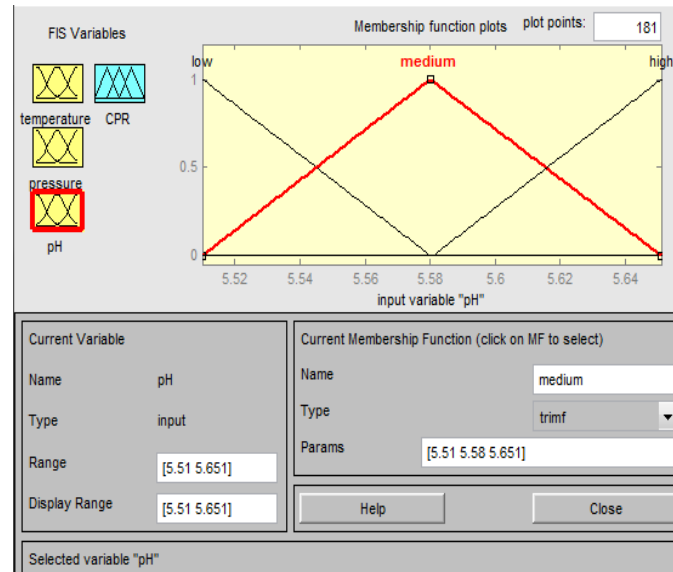 FIS Variables
Membership function plots
plot points:
181
low
medium
high
1
0.5
0
temperature
CPR
pressure
pH
5.52
5.54
5.56
5.58
5.6
5.62
5.64
input variable "pH"
Current Variable
Name
pH
Type
input
Range
[5.51 5.651]
Display Range
[5.51 5.651]
Current Membership Function (click on MF to select)
Name
medium
Type
trimf
Params
[5.51 5.58 5.651]
Help
Close
Selected variable "pH"